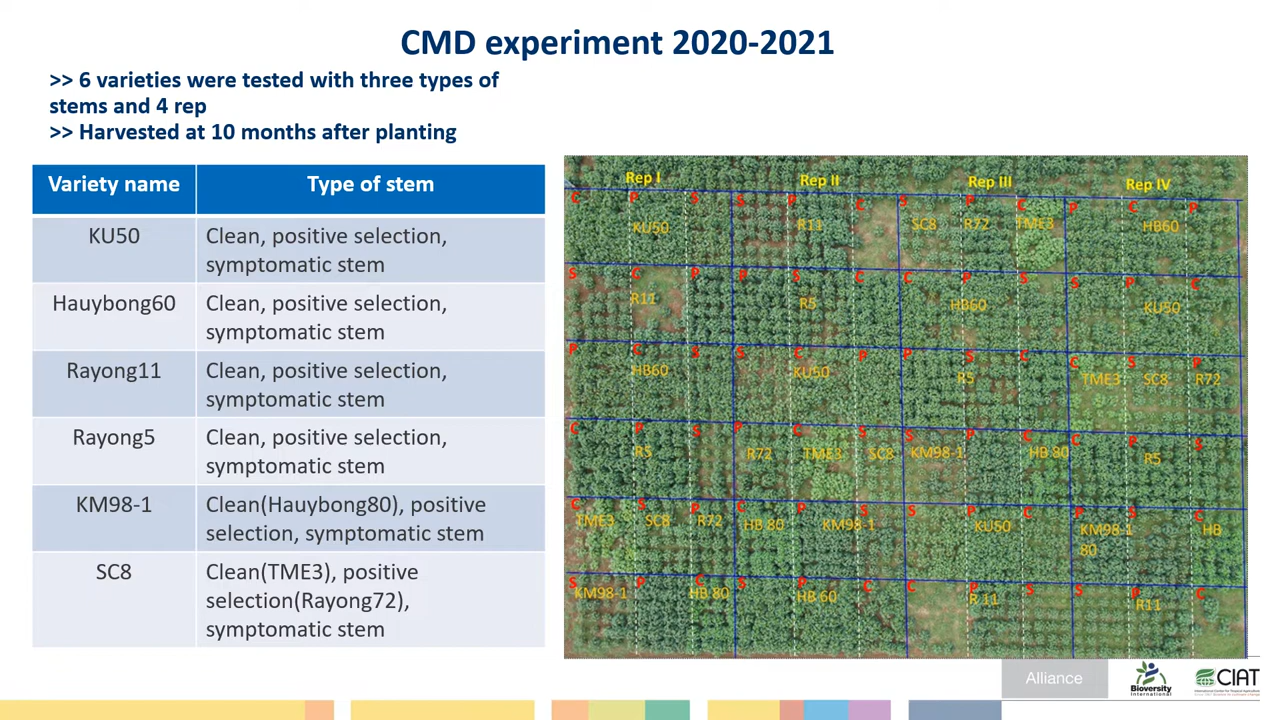 CMD experiment 2020-2021
>> 6 varieties were tested with three types of
stems and 4 rep
>> Harvested at 10 months after planting
Variety name Type of stem
KU50 Clean, positive selection,
symptomatic stem
Hauybong60 Clean, positive selection,
symptomatic stem
Rayong11 Clean, positive selection,
symptomatic stem
Rayong5 Clean, positive selection,
symptomatic stem
KM98-1 Clean(Hauybong80), positive
selection, symptomatic stem
SC8 Clean(TME3), positive
selection(Rayong72),
symptomatic stem
Rep I Rep II Rep III Rep IV
C P S S P C S P C P C P
KU50 R11 SC8 R72 TME3 HB60
S C P P S C C P S S P C
R11 R5 HB60 KU50
P C S S C P P S C C S P
HB60 KU50 R5 TME3 SC8 R72
C P S P C S S P C C P S
R5 R72 TME3 SC8 KM98-1 HB 80 R5
C S P C P S S P S P S C
TME3 SC8 R72 HB 80 KM98-1 KU50 KM98-1 HB
80
S P C S P C C P S S P C
KM98-1 HB 80 HB 60 R 11 R11
Alliance
Bioversity
International
CIAT